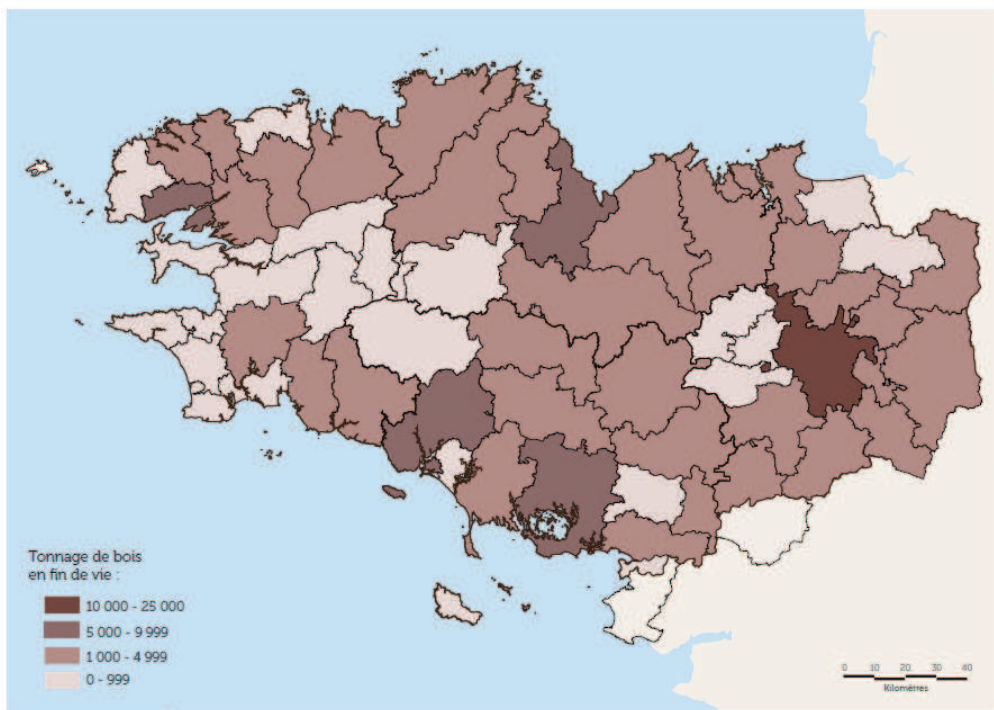 Tonnage de bois
en fin de vie :
10 000 - 25 000
5 000 - 9 999
1 000 - 4 999
0 - 999
0 10 20 30 40
Kilomètres